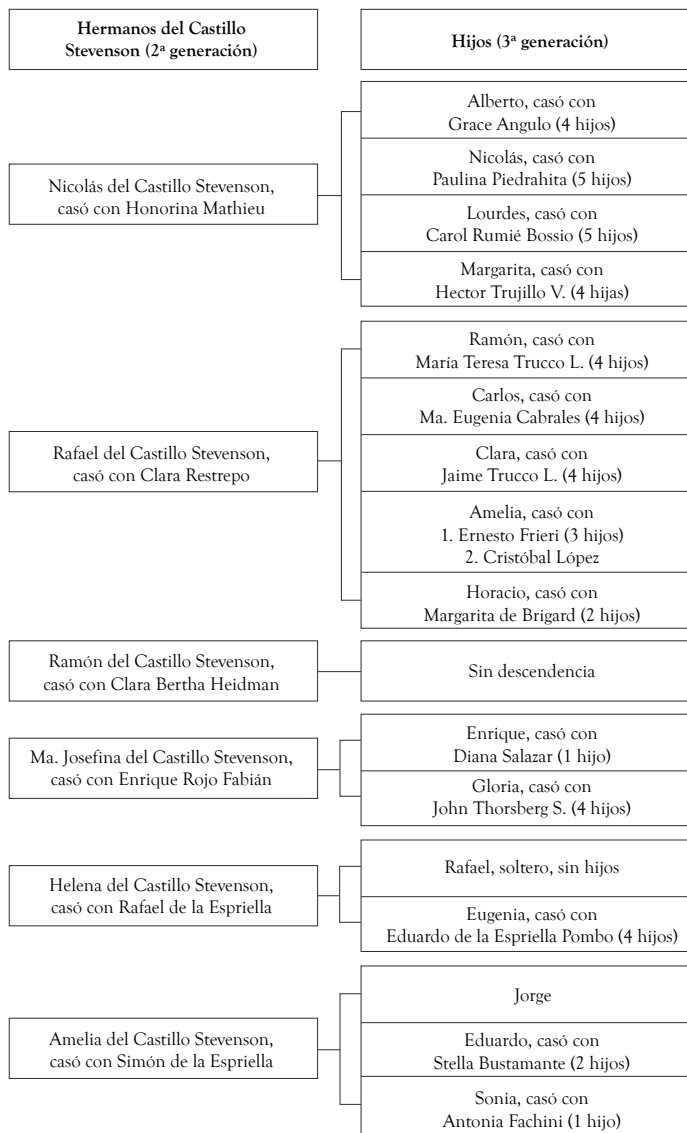 Hermanos del Castillo
Stevenson (2ª generación)
Hijos (3ª generación)
Nicolás del Castillo Stevenson,
casó con Honorina Mathieu
Alberto, casó con
Grace Angulo (4 hijos)
Nicolás, casó con
Paulina Piedrahita (5 hijos)
Lourdes, casó con
Carol Rumié Bossio (5 hijos)
Margarita, casó con
Hector Trujillo V. (4 hijas)
Rafael del Castillo Stevenson,
casó con Clara Restrepo
Ramón, casó con
María Teresa Trucco L. (4 hijos)
Carlos, casó con
Ma. Eugenia Cabrales (4 hijos)
Clara, casó con
Jaime Trucco L. (4 hijos)
Amelia, casó con
1. Ernesto Frieri (3 hijos)
2. Cristóbal López
Horacio, casó con
Margarita de Brigard (2 hijos)
Ramón del Castillo Stevenson,
casó con Clara Bertha Heidman
Sin descendencia
Ma. Josefina del Castillo Stevenson,
casó con Enrique Rojo Fabián
Enrique, casó con
Diana Salazar (1 hijo)
Gloria, casó con
John Thorsberg S. (4 hijos)
Helena del Castillo Stevenson,
casó con Rafael de la Espriella
Rafael, soltero, sin hijos
Eugenia, casó con
Eduardo de la Espriella Pombo (4 hijos)
Amelia del Castillo Stevenson,
casó con Simón de la Espriella
Jorge
Eduardo, casó con
Stella Bustamante (2 hijos)
Sonia, casó con
Antonia Fachini (1 hijo)